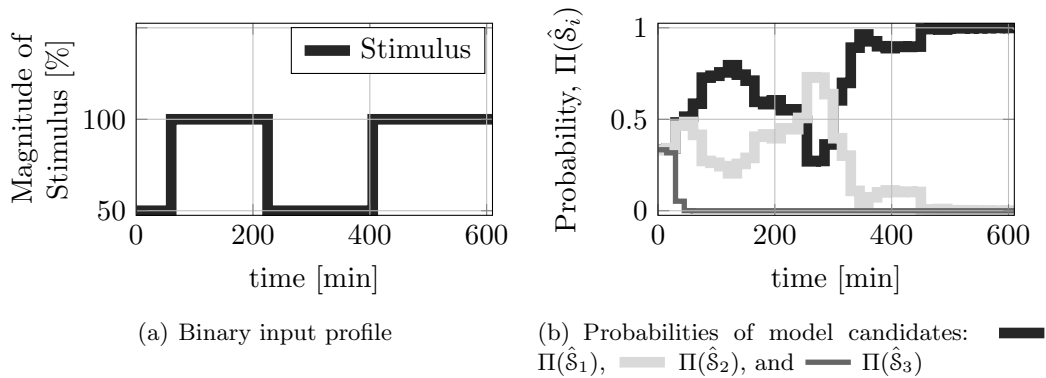 Magnitude of
Stimulus [%]
100
50
0
200
400
600
time [min]
Stimulus
(a) Binary input profile
Probability, Π(Ŝ_i)
1
0.5
0
0
200
400
600
time [min]
(b) Probabilities of model candidates:
Π(Ŝ_1), Π(Ŝ_2), and Π(Ŝ_3)